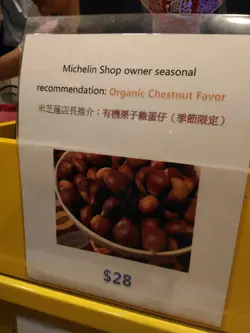 Michelin Shop owner seasonal
recommendation: Organic Chestnut Favor
米芝蓮店長推介：有機栗子雞蛋仔（季節限定）
$28